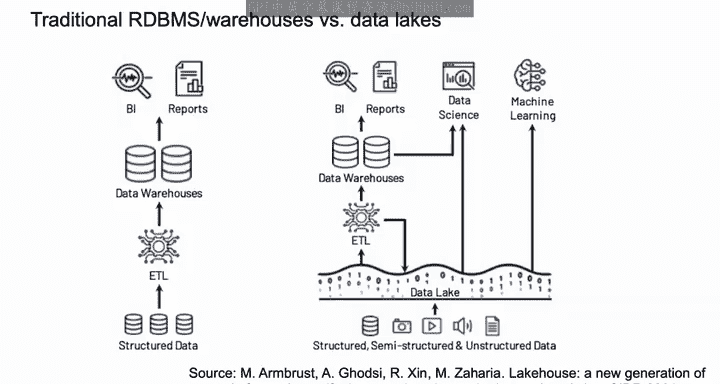 Traditional RDBMS/warehouses vs. data lakes
BI
Reports
Data Warehouses
ETL
Structured Data
BI
Reports
Data
Science
Machine
Learning
Data Warehouses
ETL
Data Lake
Structured, Semi-structured & Unstructured Data
Source: M. Armbrust, A. Ghodsi, R. Xin, M. Zaharia. Lakehouse: a new generation of